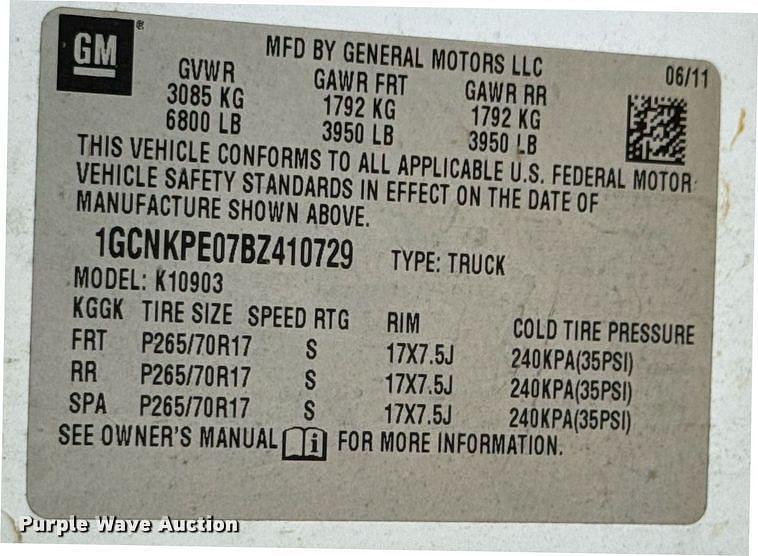 GM
®
MFD BY GENERAL MOTORS LLC
06/11
GVWR GAWR FRT GAWR RR
3085 KG 1792 KG 1792 KG
6800 LB 3950 LB 3950 LB
THIS VEHICLE CONFORMS TO ALL APPLICABLE U.S. FEDERAL MOTOR
VEHICLE SAFETY STANDARDS IN EFFECT ON THE DATE OF
MANUFACTURE SHOWN ABOVE.
1GCNKPE07BZ410729 TYPE: TRUCK
MODEL: K10903
KGGK TIRE SIZE SPEED RTG RIM COLD TIRE PRESSURE
FRT P265/70R17 S 17X7.5J 240KPA(35PSI)
RR P265/70R17 S 17X7.5J 240KPA(35PSI)
SPA P265/70R17 S 17X7.5J 240KPA(35PSI)
SEE OWNER'S MANUAL i FOR MORE INFORMATION.
Purple Wave Auction